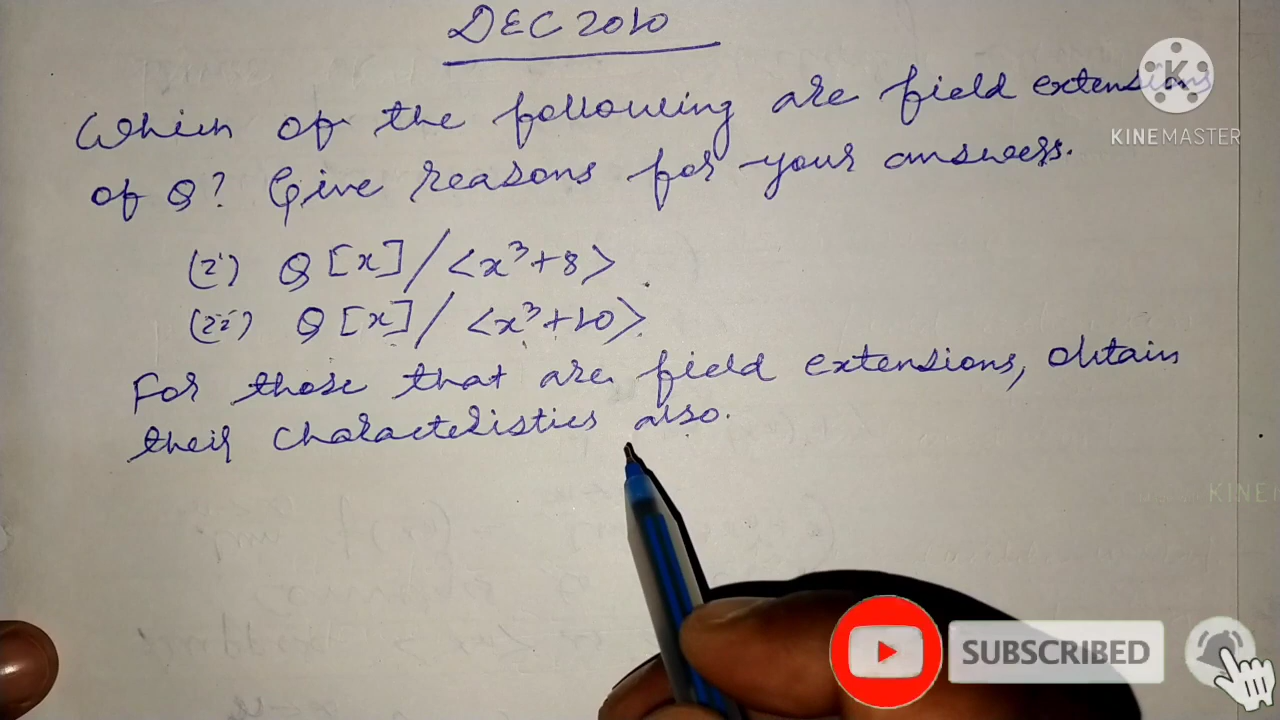 DEC 2010
KINEMASTER
Which of the following are field extensions
of Q? Give reasons for your answers.
(i) Q[x]/<x³+8>
(ii) Q[x]/<x³+10>
For those that are field extensions, obtain
their characteristics also.
KINE
SUBSCRIBED